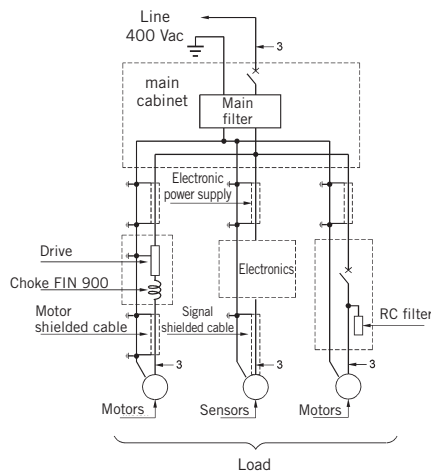 Line
400 Vac
3
main
cabinet
Main
filter
Electronic
power supply
Drive
Electronics
Choke FIN 900
Motor
shielded cable
Signal
shielded cable
RC filter
3
3
3
Motors
Sensors
Motors
Load